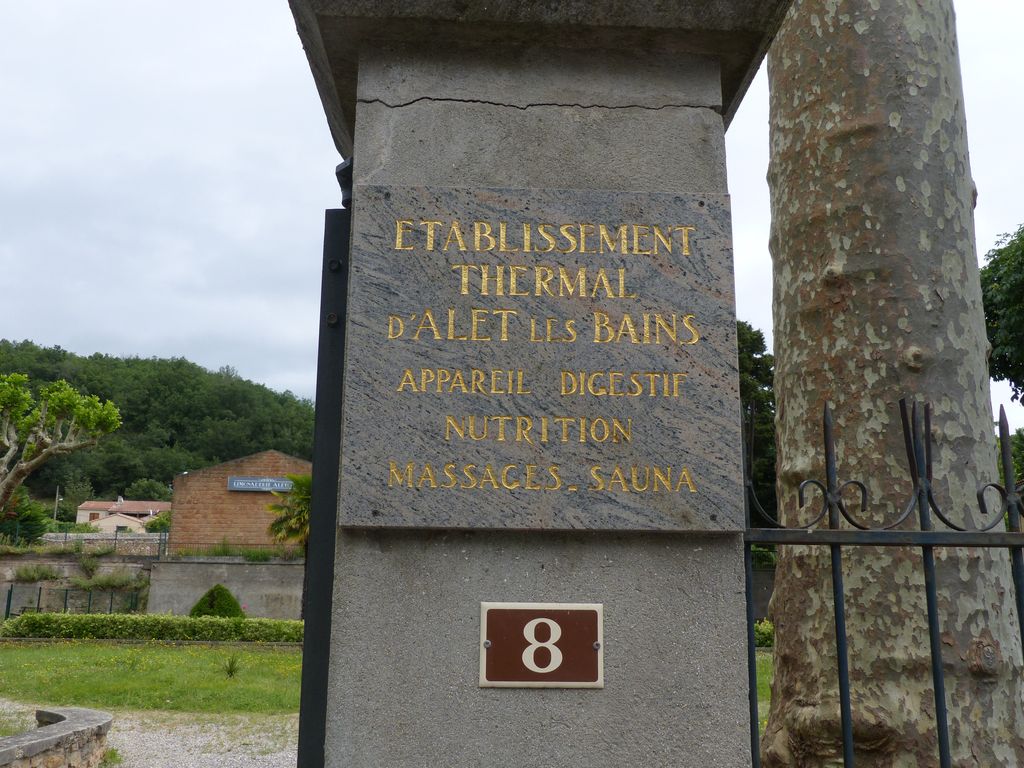 ETABLISSEMENT
THERMAL
D'ALET LES BAINS
APPAREIL DIGESTIF
NUTRITION
MASSAGES_SAUNA
8